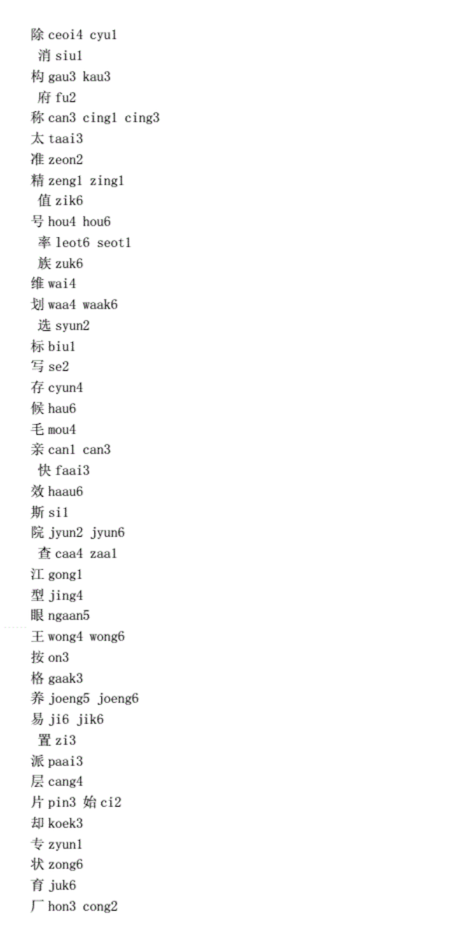 除 ceoi4 cyu1
消 siu1
构 gau3 kau3
府 fu2
称 can3 cing1 cing3
太 taai3
准 zeon2
精 zeng1 zing1
值 zik6
号 hou4 hou6
率 leot6 seot1
族 zuk6
维 wai4
划 waa4 waak6
选 syun2
标 biu1
写 se2
存 cyun4
候 hau6
毛 mou4
亲 can1 can3
快 faai3
效 haau6
斯 si1
院 jyun2 jyun6
查 caa4 zaa1
江 gong1
型 jing4
眼 ngaan5
王 wong4 wong6
按 on3
格 gaak3
养 joeng5 joeng6
易 ji6 jik6
置 zi3
派 paai3
层 cang4
片 pin3 始 ci2
却 koek3
专 zyun1
状 zong6
育 juk6
厂 hon3 cong2